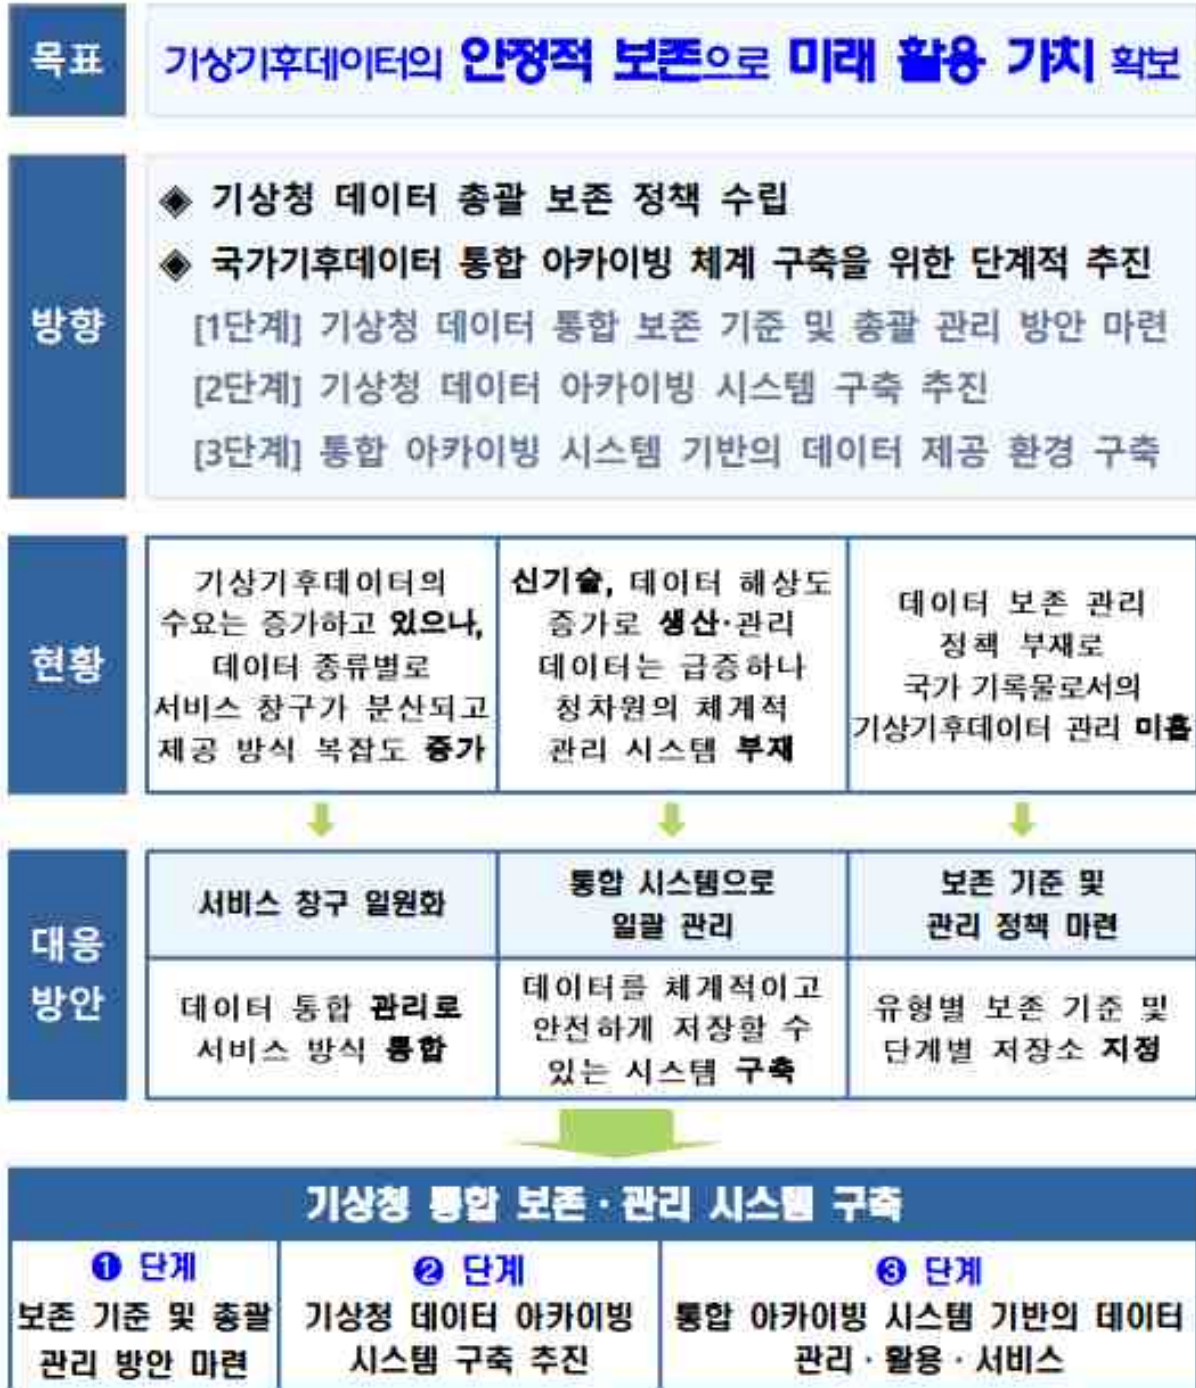 목표
기상기후데이터의 안정적 보존으로 미래 활용 가치 확보
방향
◈ 기상청 데이터 총괄 보존 정책 수립
◈ 국가기후데이터 통합 아카이빙 체계 구축을 위한 단계적 추진
[1단계] 기상청 데이터 통합 보존 기준 및 총괄 관리 방안 마련
[2단계] 기상청 데이터 아카이빙 시스템 구축 추진
[3단계] 통합 아카이빙 시스템 기반의 데이터 제공 환경 구축
현황
기상기후데이터의
수요는 증가하고 있으나,
데이터 종류별로
서비스 창구가 분산되고
제공 방식 복잡도 증가
신기술, 데이터 해상도
증가로 생산·관리
데이터는 급증하나
청차원의 체계적
관리 시스템 부재
데이터 보존 관리
정책 부재로
국가 기록물로서의
기상기후데이터 관리 미흡
대응
방안
서비스 창구 일원화
통합 시스템으로
일괄 관리
보존 기준 및
관리 정책 마련
데이터 통합 관리로
서비스 방식 통합
데이터를 체계적이고
안전하게 저장할 수
있는 시스템 구축
유형별 보존 기준 및
단계별 저장소 지정
기상청 통합 보존·관리 시스템 구축
❶ 단계
보존 기준 및 총괄
관리 방안 마련
❷ 단계
기상청 데이터 아카이빙
시스템 구축 추진
❸ 단계
통합 아카이빙 시스템 기반의 데이터
관리·활용·서비스